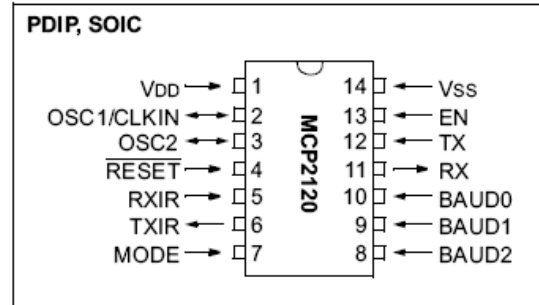 PDIP, SOIC
VDD 1 14 VSS
OSC1/CLKIN 2 13 EN
OSC2 3 12 TX
RESET 4 11 RX
RXIR 5 10 BAUD0
TXIR 6 9 BAUD1
MODE 7 8 BAUD2
MCP2120